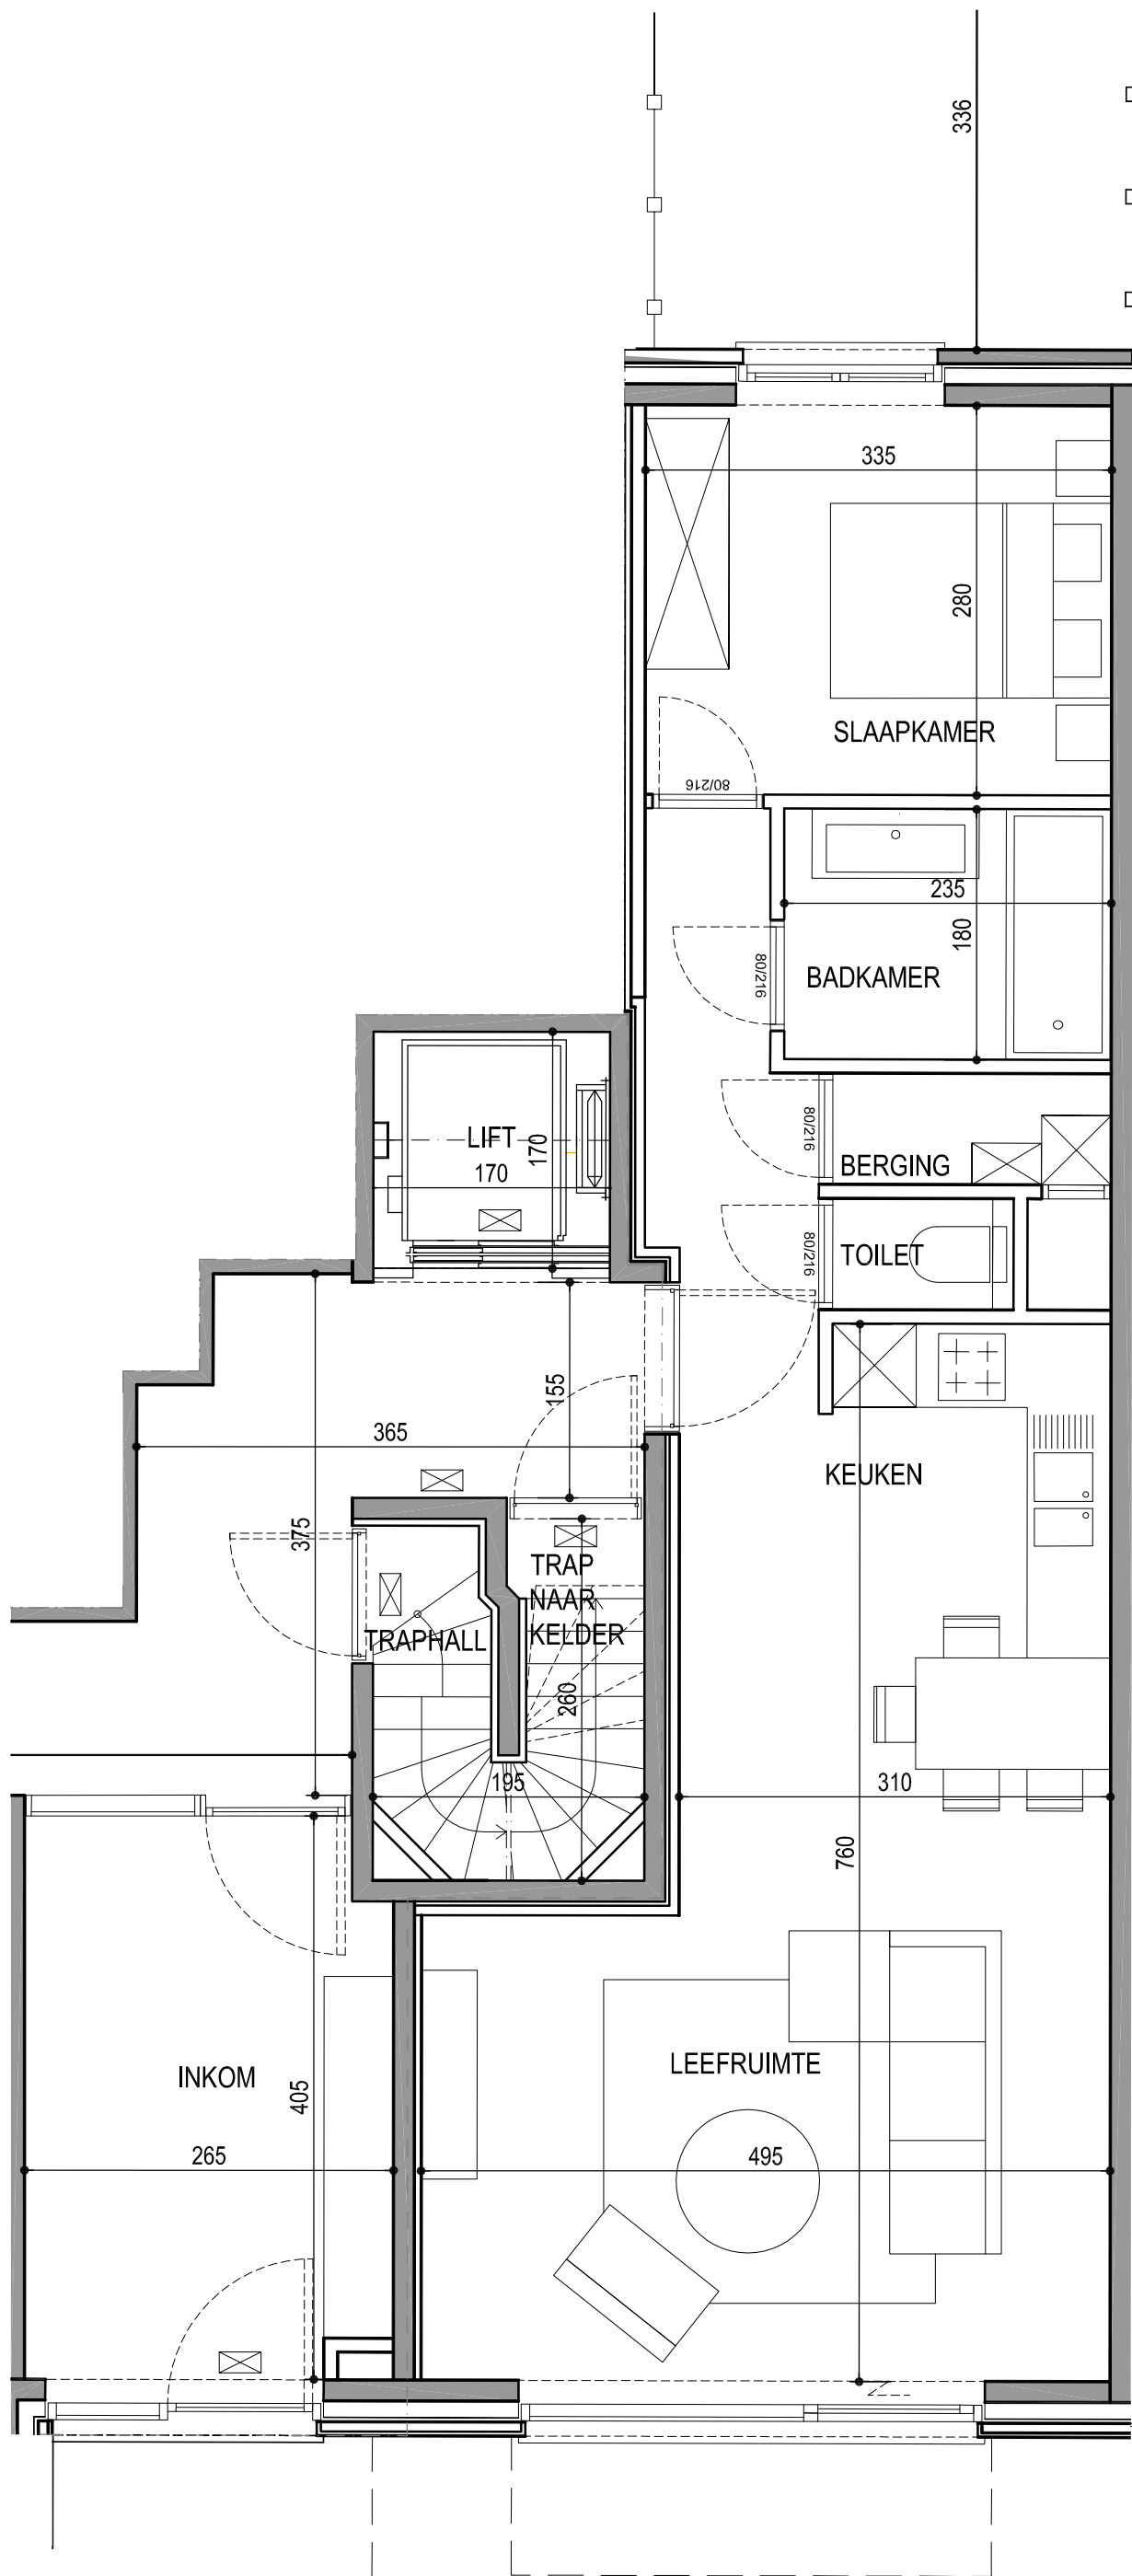 336
335
280
SLAAPKAMER
80/216
235
180
BADKAMER
80/216
LIFT
170
170
80/216
BERGING
80/216
TOILET
155
365
KEUKEN
375
TRAP
NAAR
KELDER
TRAPHALL
260
195
310
760
INKOM
405
LEEFRUIMTE
265
495